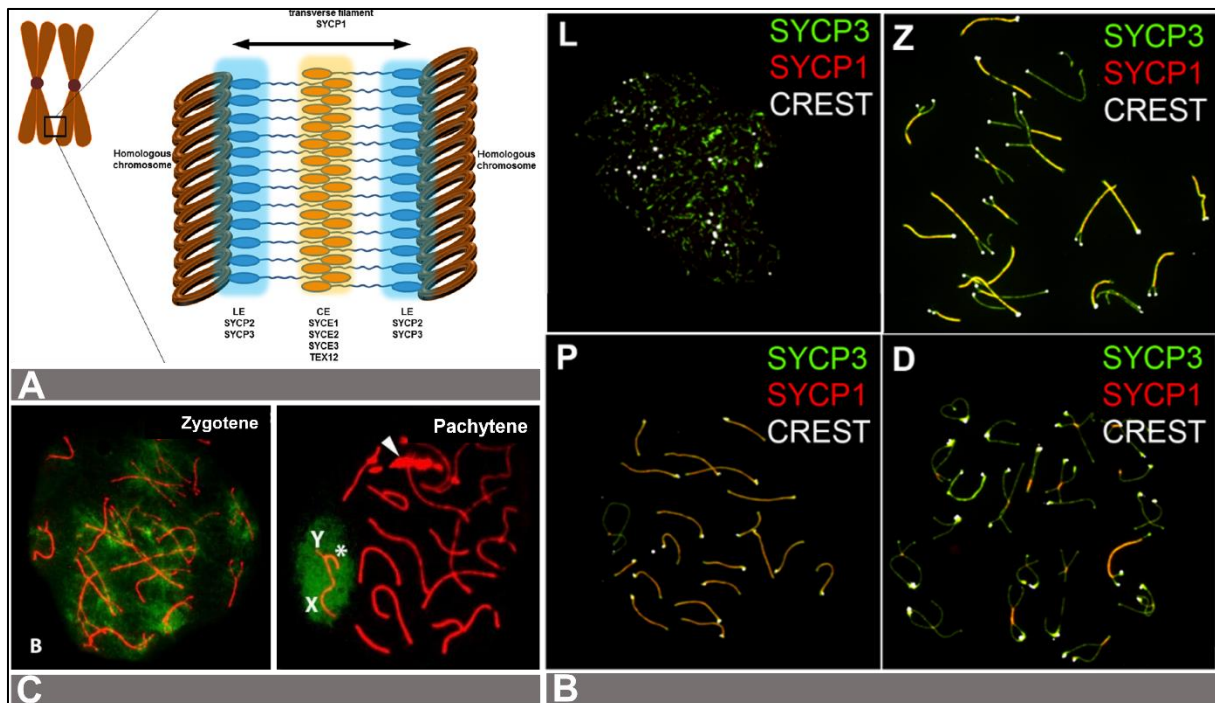 transverse filament
SYCP1
Homologous
chromosome
Homologous
chromosome
LE
SYCP2
SYCP3
CE
SYCE1
SYCE2
SYCE3
TEX12
LE
SYCP2
SYCP3
A
L
SYCP3
SYCP1
CREST
Z
SYCP3
SYCP1
CREST
P
SYCP3
SYCP1
CREST
D
SYCP3
SYCP1
CREST
B
Zygotene
B
Pachytene
Y
*
X
C